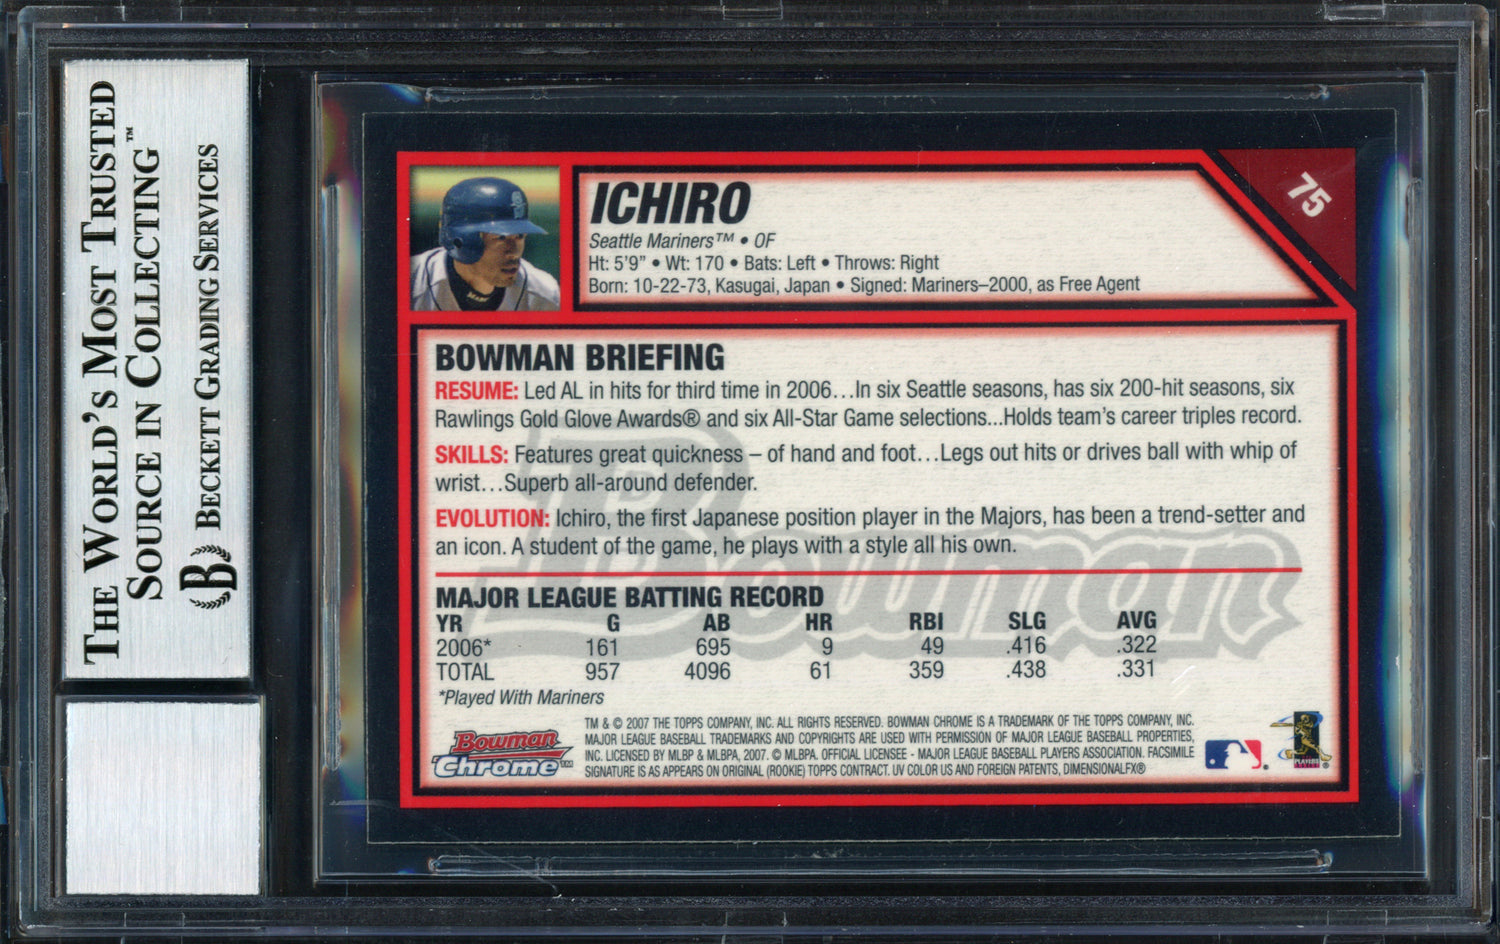 THE WORLD'S MOST TRUSTED
SOURCE IN COLLECTING™
BECKETT GRADING SERVICES
B
75
ICHIRO
Seattle Mariners™ • OF
Ht: 5'9" • Wt: 170 • Bats: Left • Throws: Right
Born: 10-22-73, Kasugai, Japan • Signed: Mariners–2000, as Free Agent
BOWMAN BRIEFING
RESUME: Led AL in hits for third time in 2006...In six Seattle seasons, has six 200-hit seasons, six
Rawlings Gold Glove Awards® and six All-Star Game selections...Holds team's career triples record.
SKILLS: Features great quickness – of hand and foot...Legs out hits or drives ball with whip of
wrist...Superb all-around defender.
EVOLUTION: Ichiro, the first Japanese position player in the Majors, has been a trend-setter and
an icon. A student of the game, he plays with a style all his own.
Bowman
MAJOR LEAGUE BATTING RECORD
YR G AB HR RBI SLG AVG
2006* 161 695 9 49 .416 .322
TOTAL 957 4096 61 359 .438 .331
*Played With Mariners
Bowman
Chrome™
TM & © 2007 THE TOPPS COMPANY, INC. ALL RIGHTS RESERVED. BOWMAN CHROME IS A TRADEMARK OF THE TOPPS COMPANY, INC.
MAJOR LEAGUE BASEBALL TRADEMARKS AND COPYRIGHTS ARE USED WITH PERMISSION OF MAJOR LEAGUE BASEBALL PROPERTIES,
INC. LICENSED BY MLBP & MLBPA, 2007. © MLBPA. OFFICIAL LICENSEE - MAJOR LEAGUE BASEBALL PLAYERS ASSOCIATION. FACSIMILE
SIGNATURE IS AS APPEARS ON ORIGINAL (ROOKIE) TOPPS CONTRACT. UV COLOR US AND FOREIGN PATENTS, DIMENSIONALFX®
PLAYERS